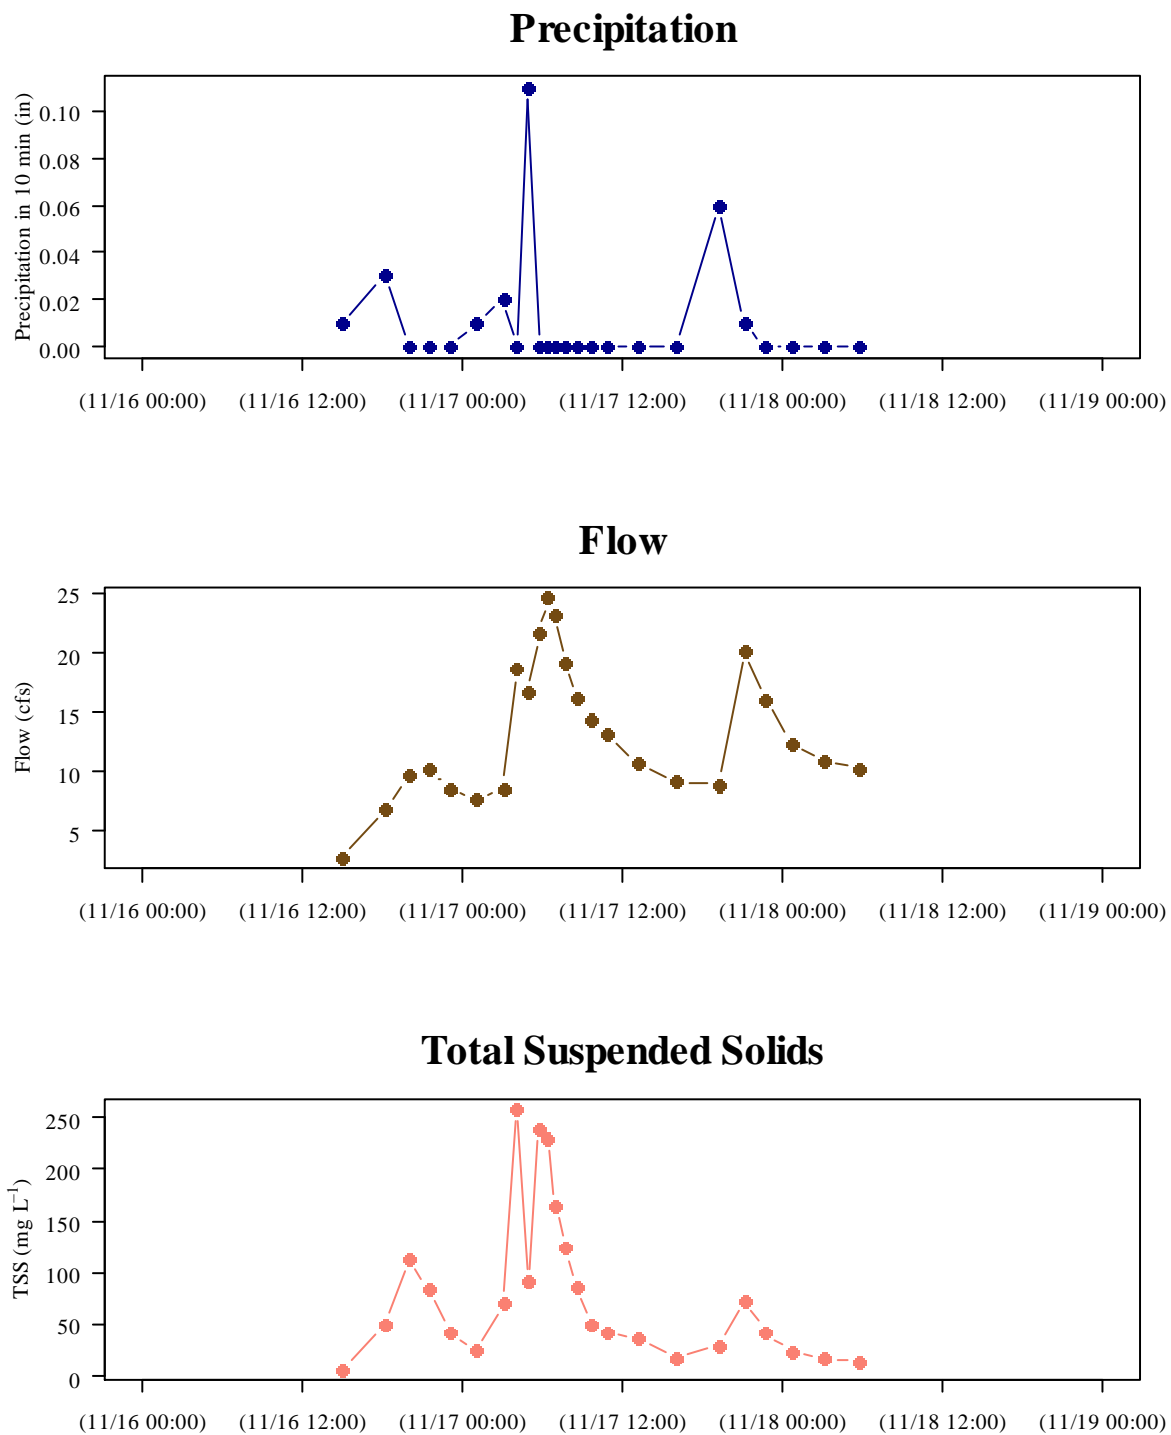 Precipitation
Precipitation in 10 min (in)
0.10
0.08
0.06
0.04
0.02
0.00
(11/16 00:00) (11/16 12:00) (11/17 00:00) (11/17 12:00) (11/18 00:00) (11/18 12:00) (11/19 00:00)
Flow
Flow (cfs)
25
20
15
10
5
(11/16 00:00) (11/16 12:00) (11/17 00:00) (11/17 12:00) (11/18 00:00) (11/18 12:00) (11/19 00:00)
Total Suspended Solids
TSS (mg L⁻¹)
250
200
150
100
50
0
(11/16 00:00) (11/16 12:00) (11/17 00:00) (11/17 12:00) (11/18 00:00) (11/18 12:00) (11/19 00:00)